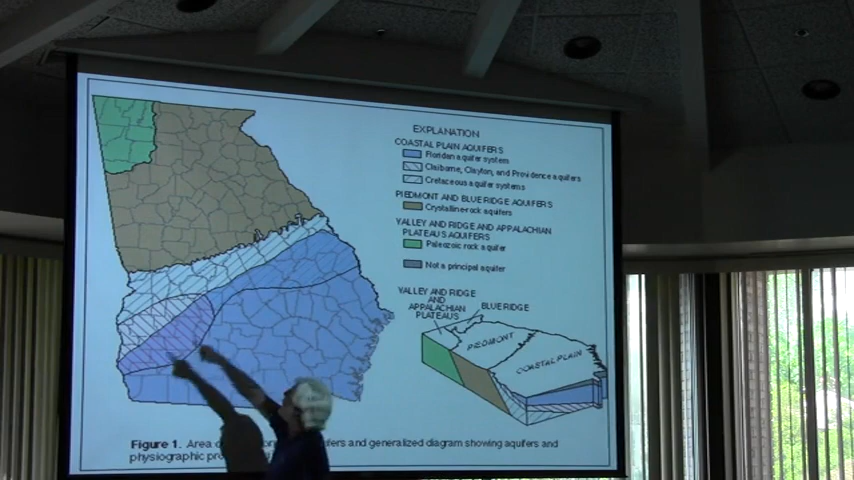 EXPLANATION
COASTAL PLAIN AQUIFERS
Floridan aquifer system
Claiborne, Clayton, and Providence aquifers
Cretaceous aquifer systems
PIEDMONT AND BLUE RIDGE AQUIFERS
Crystalline rock aquifers
VALLEY AND RIDGE AND APPALACHIAN
PLATEAUS AQUIFERS
Paleozoic rock aquifer
Not a principal aquifer
VALLEY AND RIDGE
AND
APPALACHIAN
PLATEAUS
BLUE RIDGE
PIEDMONT
COASTAL PLAIN
Figure 1. Area and generalized diagram showing aquifers and
physiographic